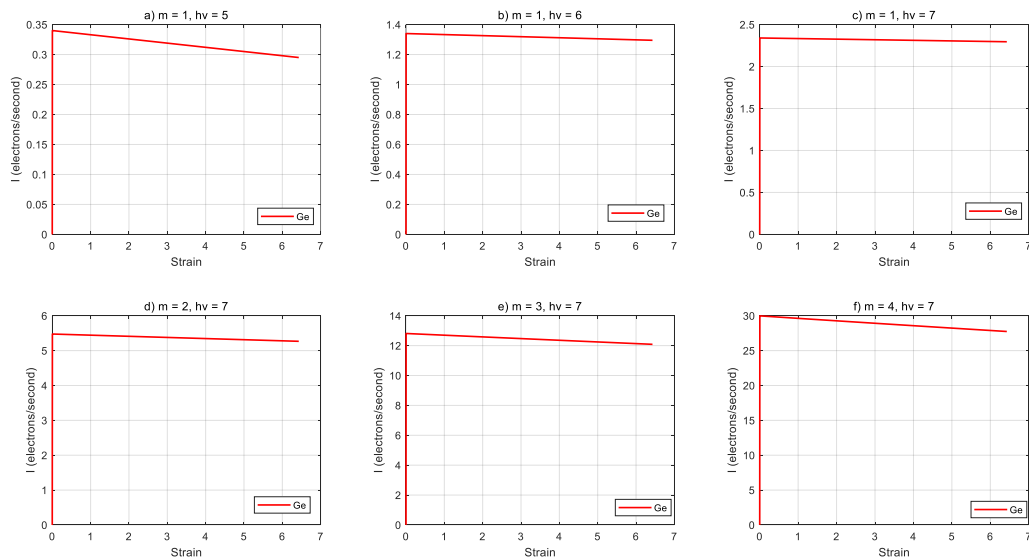 a) m = 1, hv = 5
I (electrons/second)
0.35
0.3
0.25
0.2
0.15
0.1
0.05
0
0 1 2 3 4 5 6 7
Strain
Ge
b) m = 1, hv = 6
I (electrons/second)
1.4
1.2
1
0.8
0.6
0.4
0.2
0
0 1 2 3 4 5 6 7
Strain
Ge
c) m = 1, hv = 7
I (electrons/second)
2.5
2
1.5
1
0.5
0
0 1 2 3 4 5 6 7
Strain
Ge
d) m = 2, hv = 7
I (electrons/second)
6
5
4
3
2
1
0
0 1 2 3 4 5 6 7
Strain
Ge
e) m = 3, hv = 7
I (electrons/second)
14
12
10
8
6
4
2
0
0 1 2 3 4 5 6 7
Strain
Ge
f) m = 4, hv = 7
I (electrons/second)
30
25
20
15
10
5
0
0 1 2 3 4 5 6 7
Strain
Ge